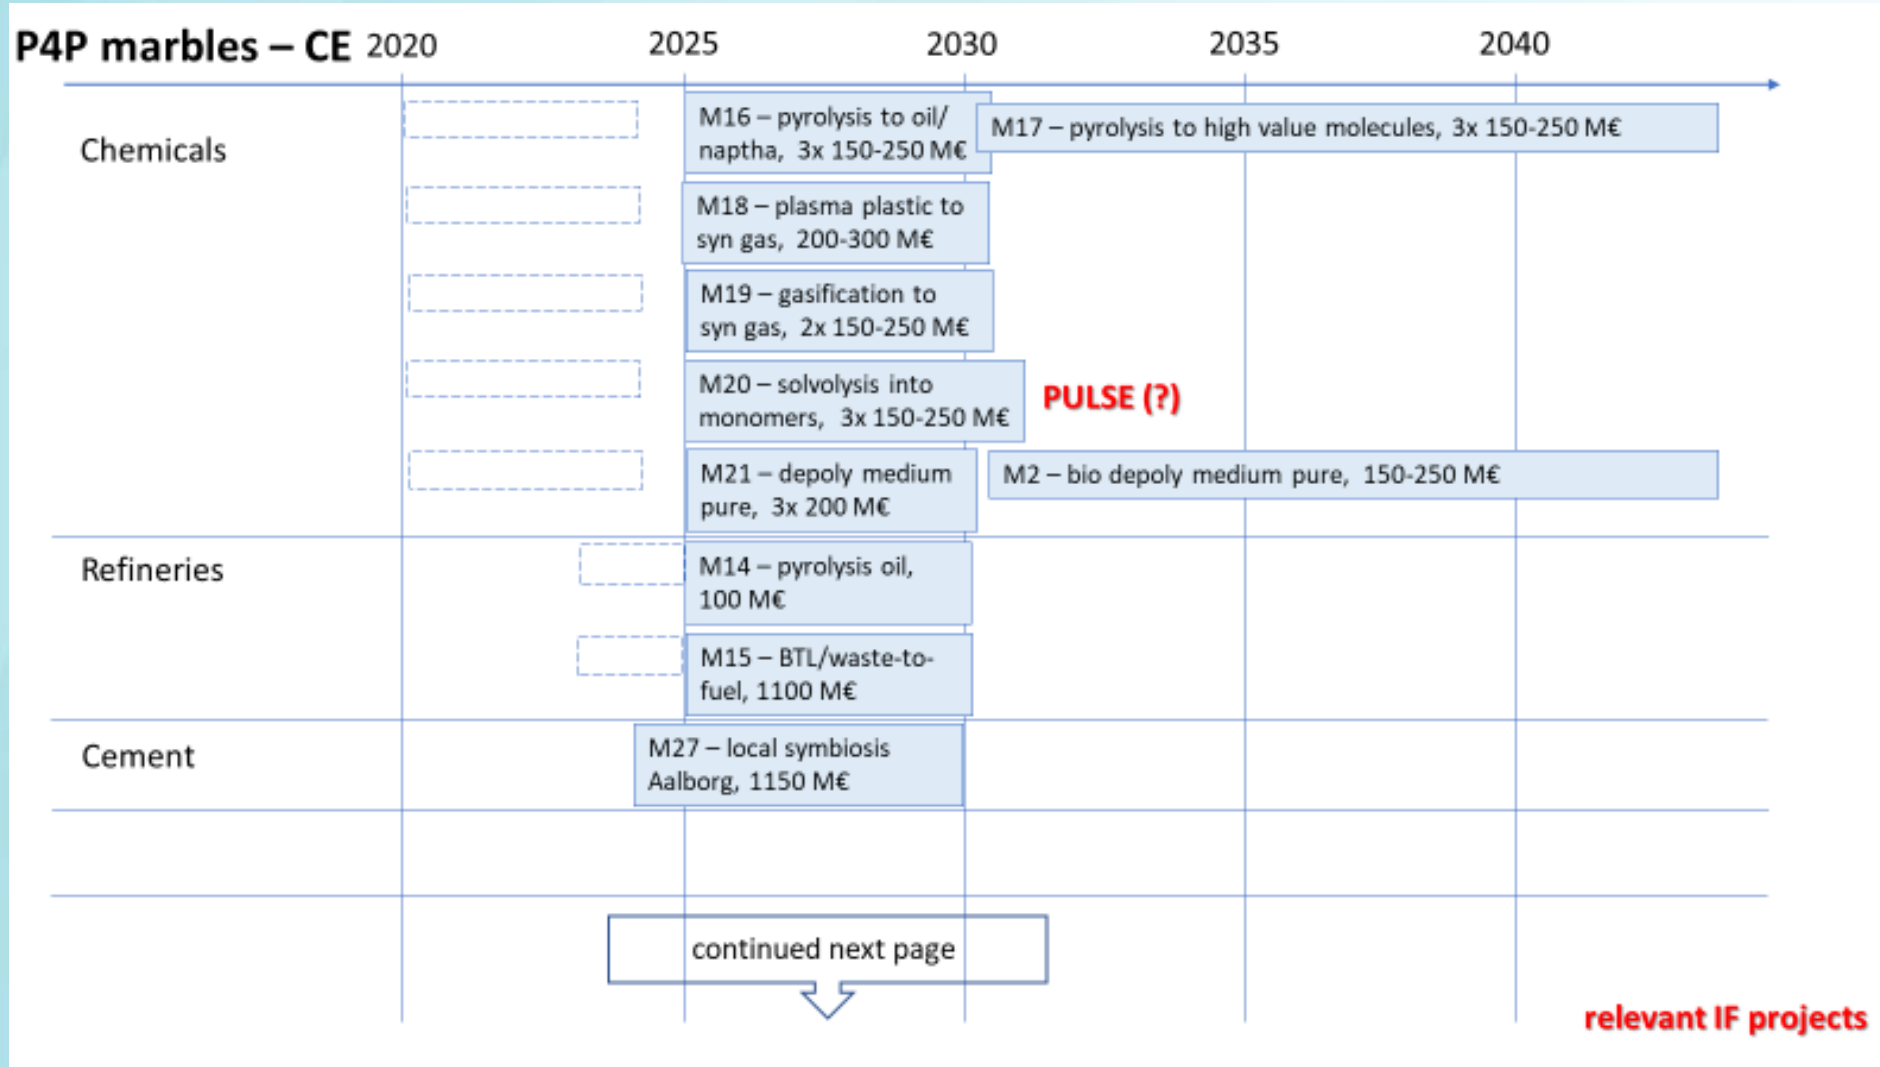 P4P marbles – CE 2020 2025 2030 2035 2040
Chemicals
M16 – pyrolysis to oil/
naptha, 3x 150-250 M€
M17 – pyrolysis to high value molecules, 3x 150-250 M€
M18 – plasma plastic to
syn gas, 200-300 M€
M19 – gasification to
syn gas, 2x 150-250 M€
M20 – solvolysis into
monomers, 3x 150-250 M€
PULSE (?)
M21 – depoly medium
pure, 3x 200 M€
M2 – bio depoly medium pure, 150-250 M€
Refineries
M14 – pyrolysis oil,
100 M€
M15 – BTL/waste-to-
fuel, 1100 M€
Cement
M27 – local symbiosis
Aalborg, 1150 M€
continued next page
relevant IF projects